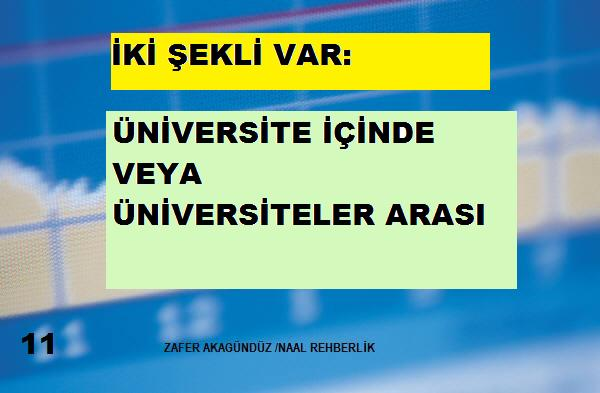 İKİ ŞEKLİ VAR:
ÜNİVERSİTE İÇİNDE
VEYA
ÜNİVERSİTELER ARASI
11
ZAFER AKAGÜNDÜZ /NAAL REHBERLİK